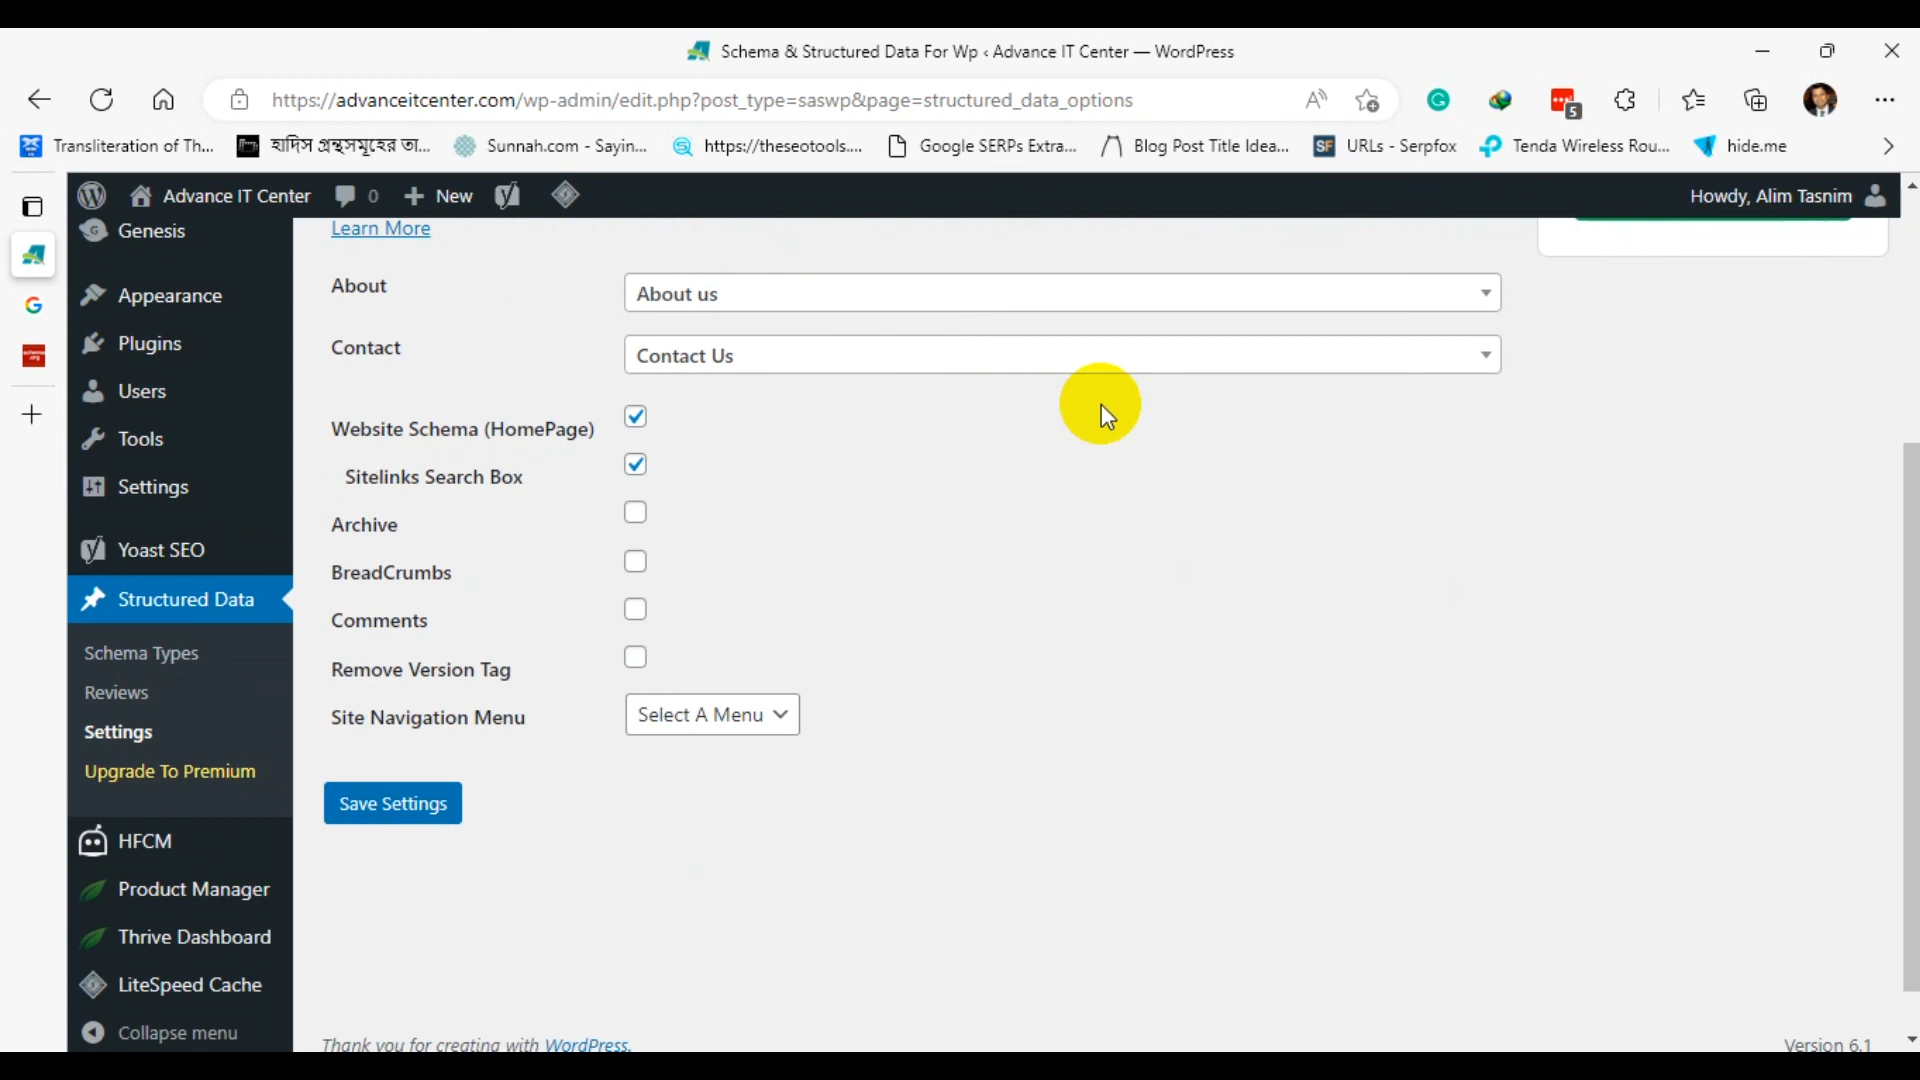 Schema & Structured Data For Wp ‹ Advance IT Center — WordPress
https://advanceitcenter.com/wp-admin/edit.php?post_type=saswp&page=structured_data_options
5
Transliteration of Th... হাদিস গ্রন্থসমূহের তা... Sunnah.com - Sayin... https://theseotools.... Google SERPs Extra... Blog Post Title Idea... SF URLs - Serpfox Tenda Wireless Rou... hide.me
Advance IT Center 0 New Howdy, Alim Tasnim
Genesis
Appearance
Plugins
Users
Tools
Settings
Yoast SEO
Structured Data
Schema Types
Reviews
Settings
Upgrade To Premium
HFCM
Product Manager
Thrive Dashboard
LiteSpeed Cache
Collapse menu
Learn More
About About us
Contact Contact Us
Website Schema (HomePage)
Sitelinks Search Box
Archive
BreadCrumbs
Comments
Remove Version Tag
Site Navigation Menu Select A Menu
Save Settings
Thank you for creating with WordPress. Version 6.1